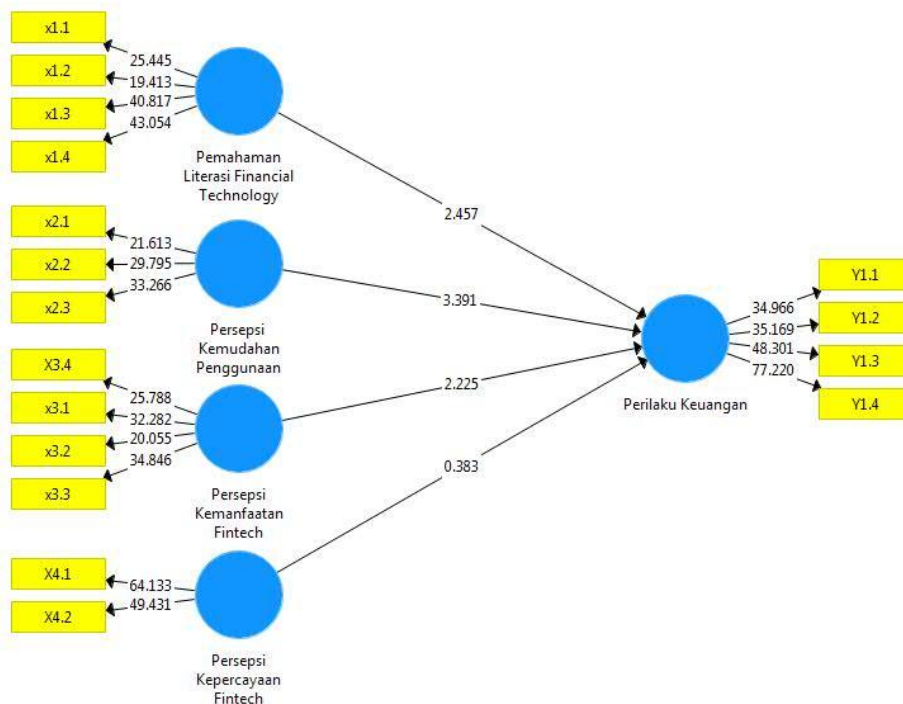 x1.1
25.445
x1.2
19.413
x1.3
40.817
x1.4
43.054
Pemahaman
Literasi Financial
Technology
2.457
x2.1
21.613
x2.2
29.795
x2.3
33.266
Persepsi
Kemudahan
Penggunaan
3.391
X3.4
25.788
x3.1
32.282
x3.2
20.055
x3.3
34.846
Persepsi
Kemanfaatan
Fintech
2.225
X4.1
64.133
X4.2
49.431
Persepsi
Kepercayaan
Fintech
0.383
Perilaku Keuangan
34.966
Y1.1
35.169
Y1.2
48.301
Y1.3
77.220
Y1.4